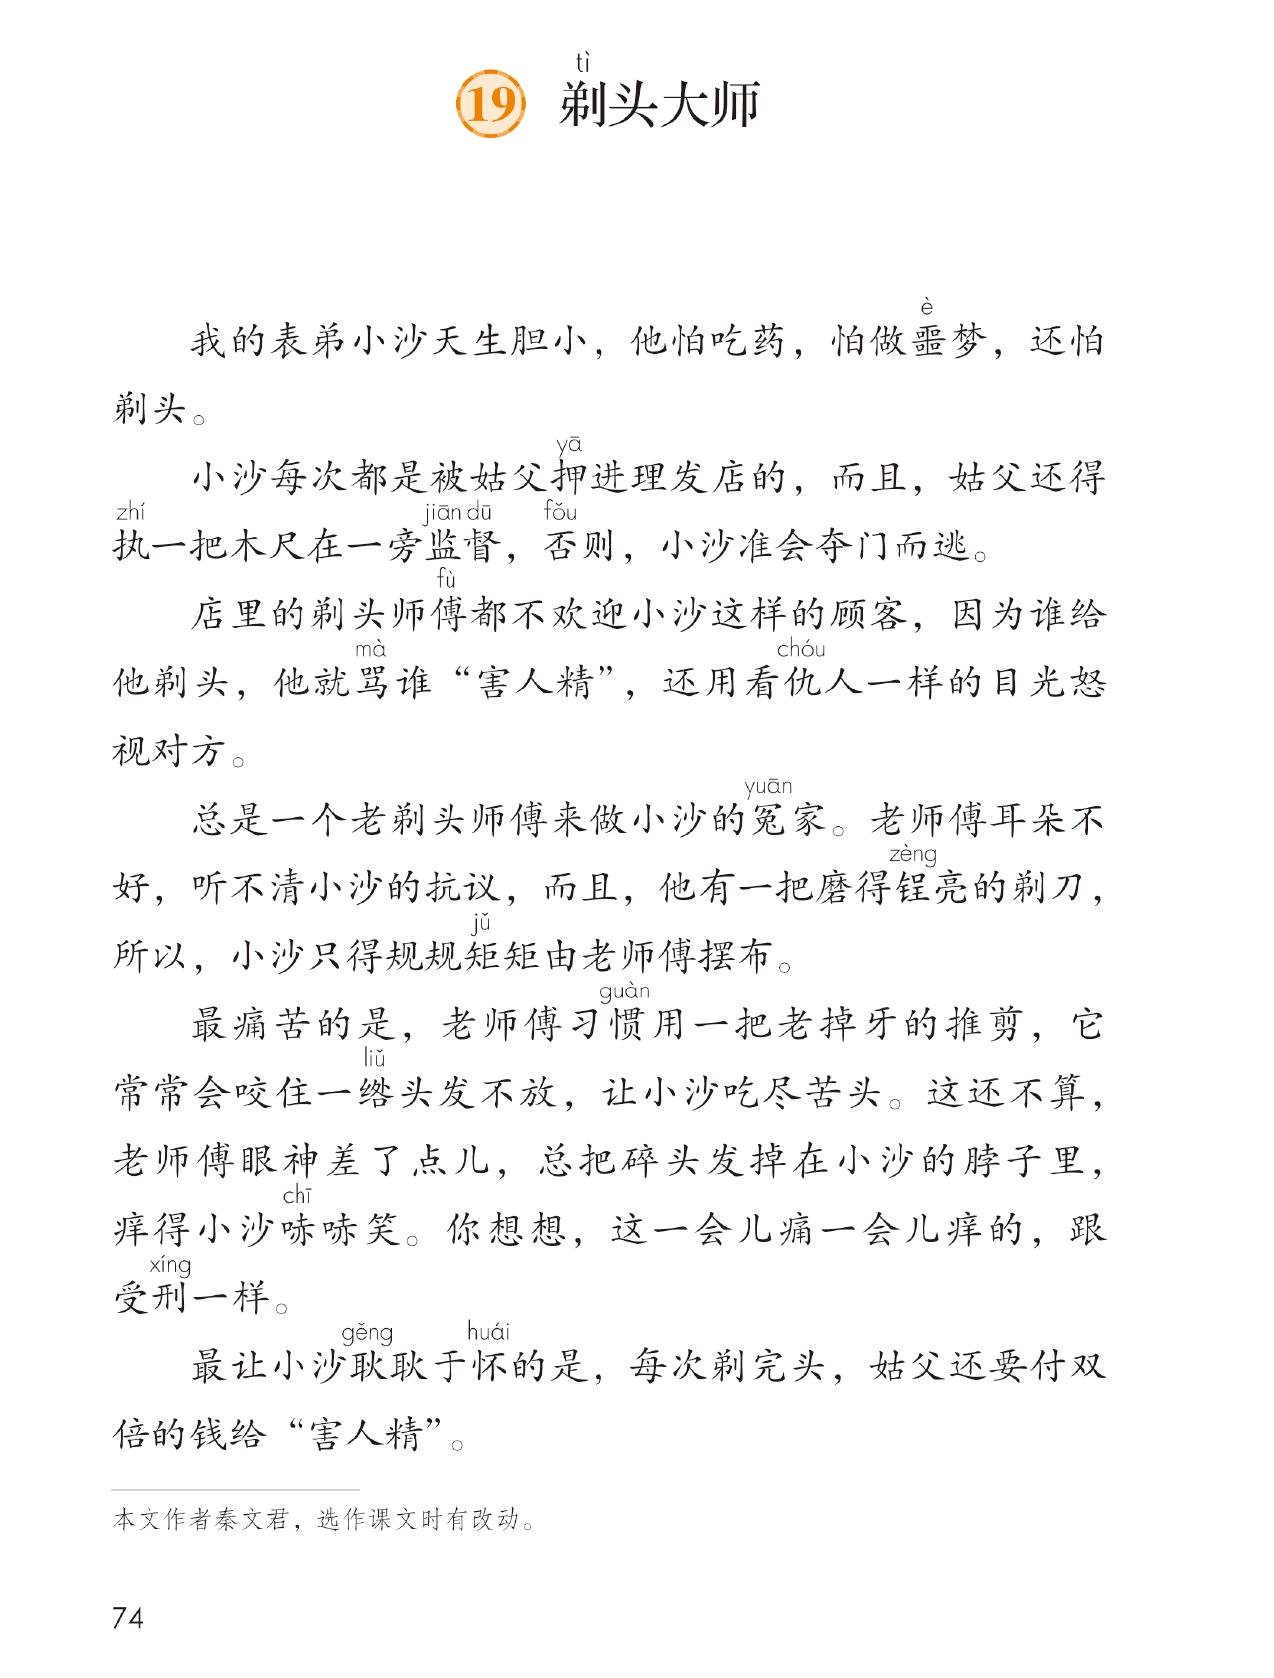 tì
19 剃头大师
è
我的表弟小沙天生胆小，他怕吃药，怕做噩梦，还怕
剃头。
yā
小沙每次都是被姑父押进理发店的，而且，姑父还得
zhí jiān dū fǒu
执一把木尺在一旁监督，否则，小沙准会夺门而逃。
fù
店里的剃头师傅都不欢迎小沙这样的顾客，因为谁给
mà chóu
他剃头，他就骂谁“害人精”，还用看仇人一样的目光怒
视对方。
yuān
总是一个老剃头师傅来做小沙的冤家。老师傅耳朵不
zèng
好，听不清小沙的抗议，而且，他有一把磨得锃亮的剃刀，
jǔ
所以，小沙只得规规矩矩由老师傅摆布。
guàn
最痛苦的是，老师傅习惯用一把老掉牙的推剪，它
liǔ
常常会咬住一绺头发不放，让小沙吃尽苦头。这还不算，
老师傅眼神差了点儿，总把碎头发掉在小沙的脖子里，
chī
痒得小沙哧哧笑。你想想，这一会儿痛一会儿痒的，跟
xíng
受刑一样。
gěng huái
最让小沙耿耿于怀的是，每次剃完头，姑父还要付双
倍的钱给“害人精”。
本文作者秦文君，选作课文时有改动。
74